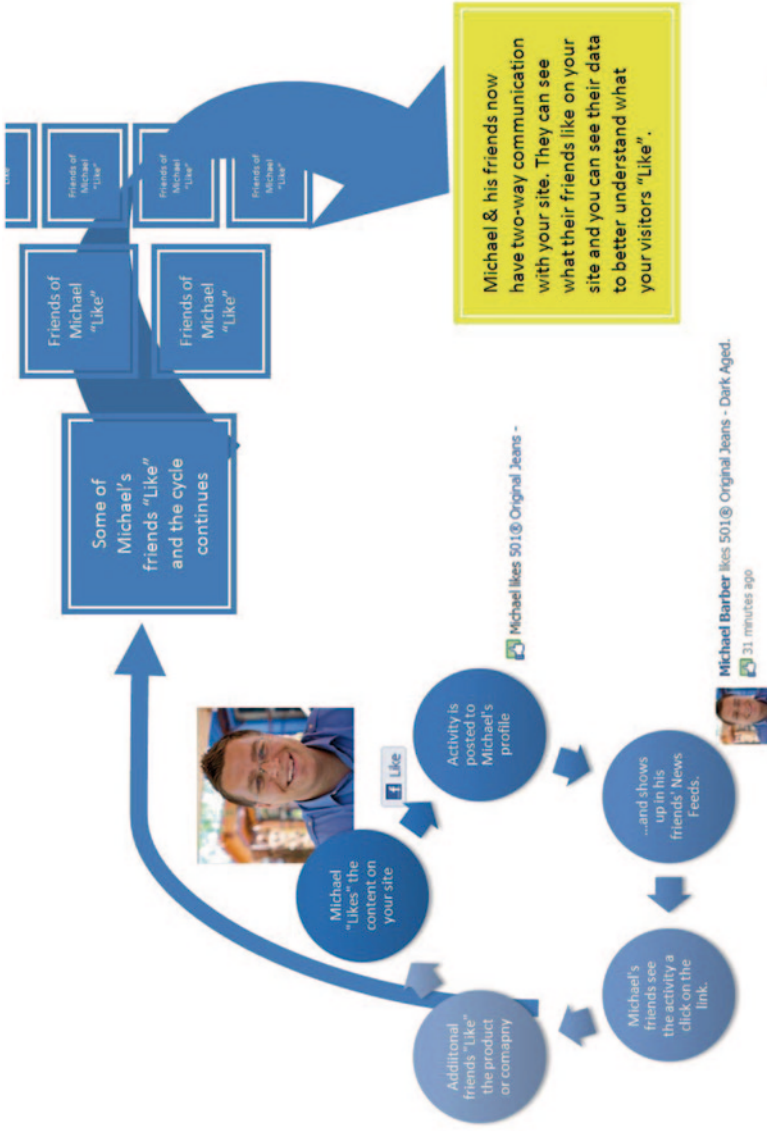 Michael
"Likes" the
content on
your site
Like
Activity is
posted to
Michael's
profile
Michael likes 501® Original Jeans -
...and shows
up in his
friends' News
Feeds.
Michael Barber likes 501® Original Jeans - Dark Aged.
31 minutes ago
Michael's
friends see
the activity a
click on the
link.
Addiitonal
friends "Like"
the product
or comapny
Some of
Michael's
friends "Like"
and the cycle
continues
Friends of
Michael
"Like"
Friends of
Michael
"Like"
"Like"
Friends of
Michael
"Like"
Friends of
Michael
"Like"
Friends of
Michael
"Like"
Michael & his friends now
have two-way communication
with your site. They can see
what their friends like on your
site and you can see their data
to better understand what
your visitors "Like".